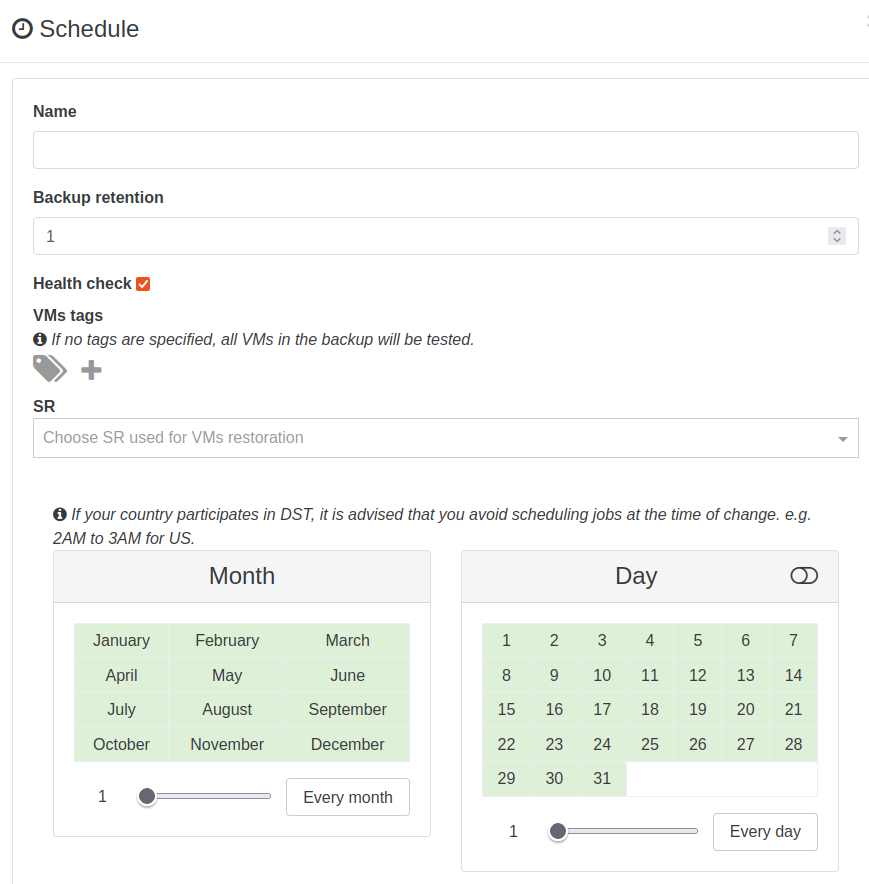 Schedule
Name
Backup retention
1
Health check
VMs tags
If no tags are specified, all VMs in the backup will be tested.
SR
Choose SR used for VMs restoration
If your country participates in DST, it is advised that you avoid scheduling jobs at the time of change. e.g.
2AM to 3AM for US.
Month
January February March
April May June
July August September
October November December
1 Every month
Day
1 2 3 4 5 6 7
8 9 10 11 12 13 14
15 16 17 18 19 20 21
22 23 24 25 26 27 28
29 30 31
1 Every day